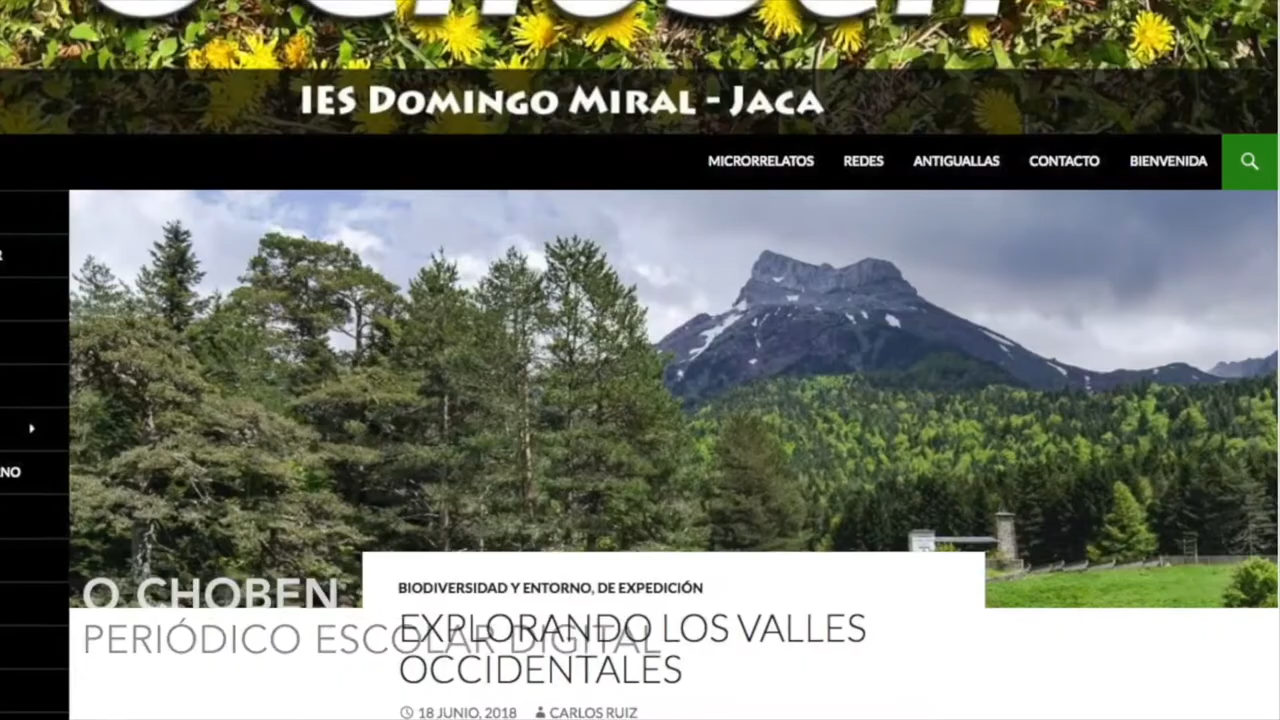 IES DOMINGO MIRAL - JACA
MICRORRELATOS REDES ANTIGUALLAS CONTACTO BIENVENIDA
BIODIVERSIDAD Y ENTORNO, DE EXPEDICIÓN
O CHOBEN
EXPLORANDO LOS VALLES
PERIÓDICO ESCOLAR DIGITAL
OCCIDENTALES
18 JUNIO, 2018 CARLOS RUIZ